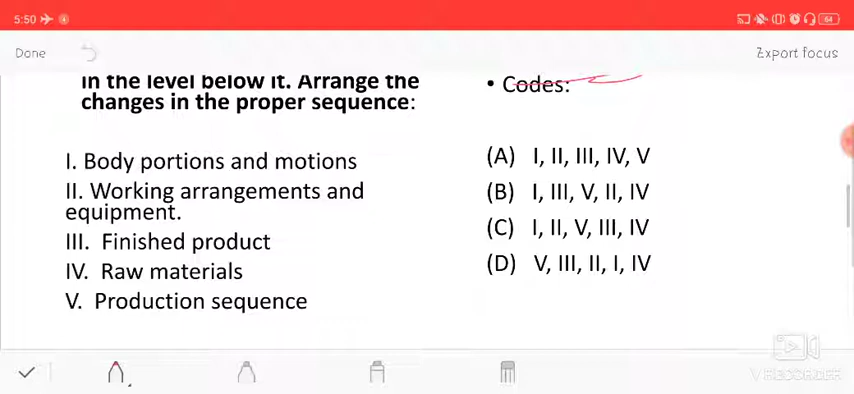 5:50
64
Done
Export focus
in the level below it. Arrange the
changes in the proper sequence:
I. Body portions and motions
II. Working arrangements and
equipment.
III. Finished product
IV. Raw materials
V. Production sequence
• Codes:
(A) I, II, III, IV, V
(B) I, III, V, II, IV
(C) I, II, V, III, IV
(D) V, III, II, I, IV
V RECORDER